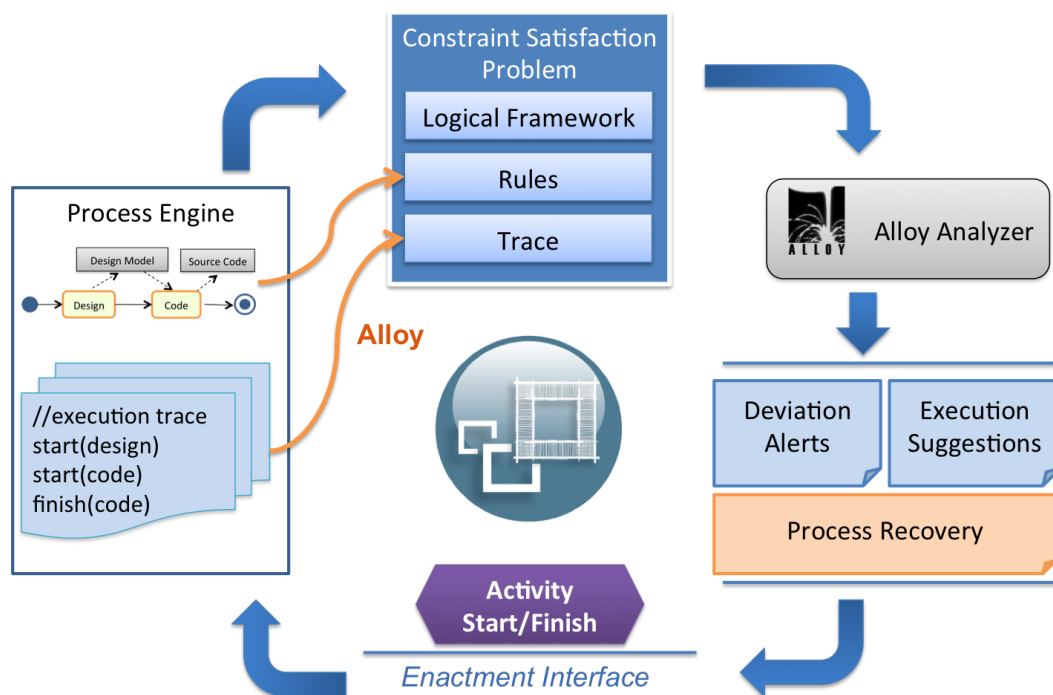 Constraint Satisfaction
Problem
Logical Framework
Rules
Trace
Process Engine
Design Model
Source Code
Design
Code
//execution trace
start(design)
start(code)
finish(code)
Alloy
ALLOY
Alloy Analyzer
Deviation
Alerts
Execution
Suggestions
Process Recovery
Activity
Start/Finish
Enactment Interface